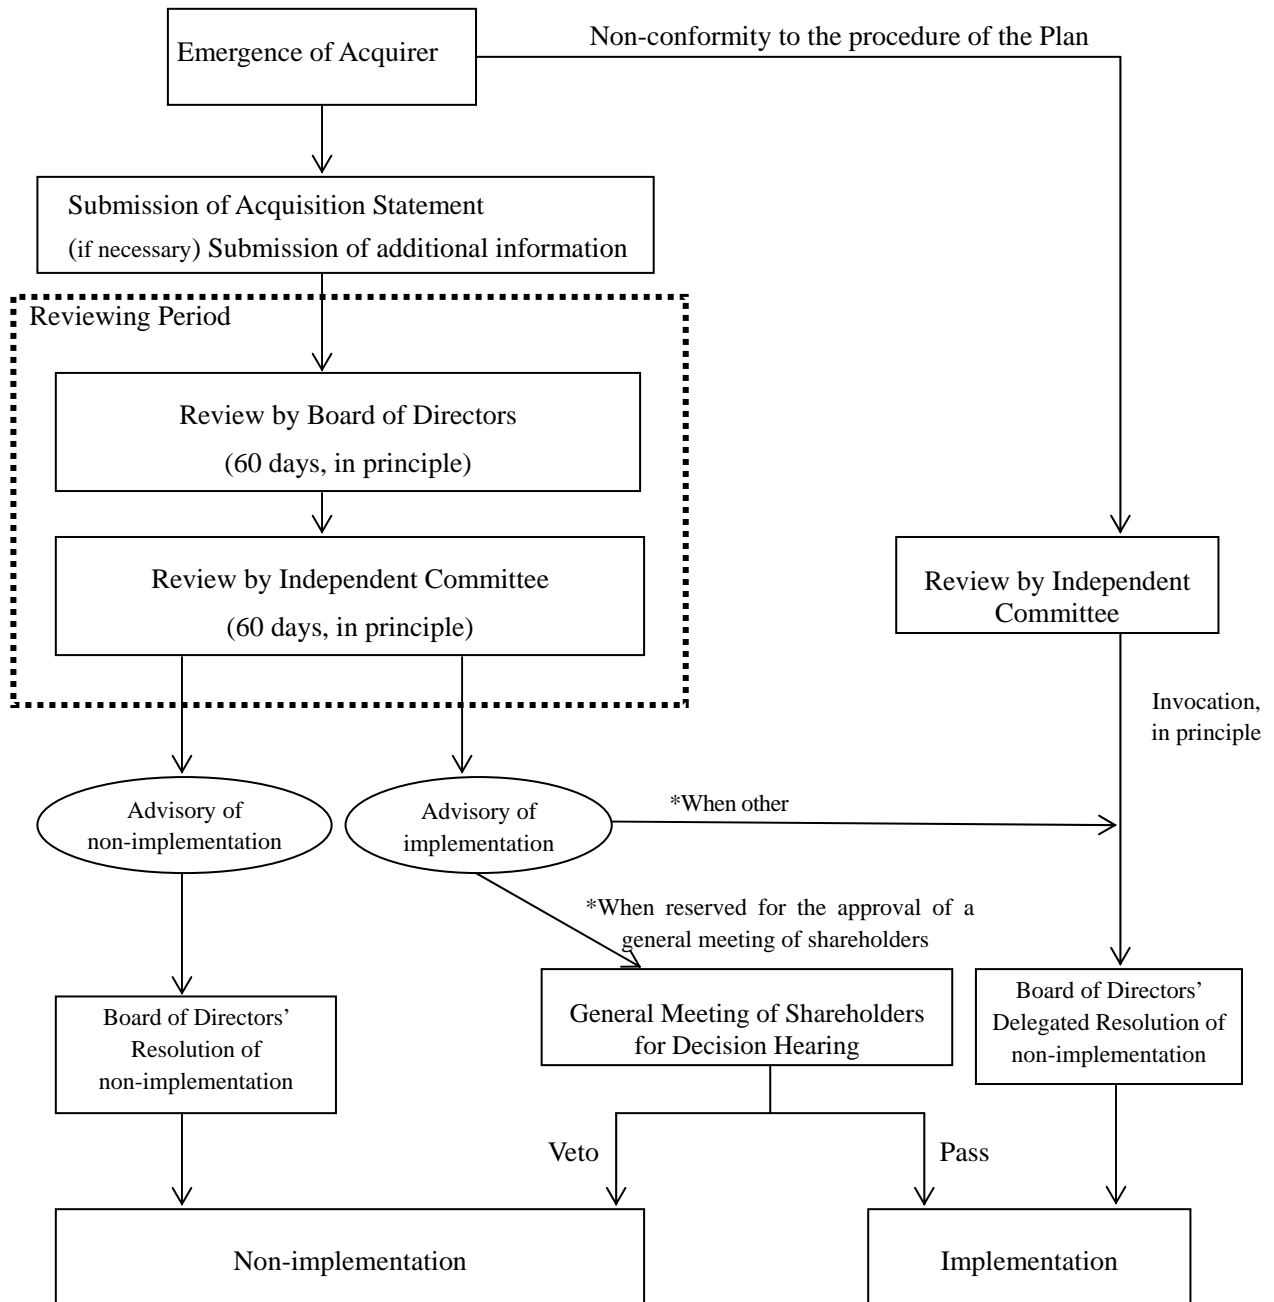 Emergence of Acquirer
Non-conformity to the procedure of the Plan
Submission of Acquisition Statement
(if necessary) Submission of additional information
Reviewing Period
Review by Board of Directors
(60 days, in principle)
Review by Independent Committee
(60 days, in principle)
Review by Independent
Committee
Invocation,
in principle
Advisory of
non-implementation
Advisory of
implementation
*When other
*When reserved for the approval of a
general meeting of shareholders
Board of Directors’
Resolution of
non-implementation
General Meeting of Shareholders
for Decision Hearing
Board of Directors’
Delegated Resolution of
non-implementation
Veto
Pass
Non-implementation
Implementation